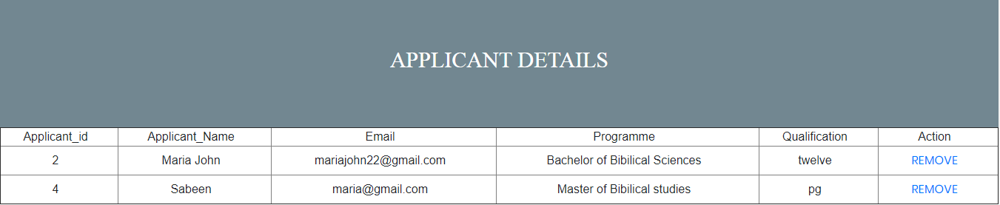 APPLICANT DETAILS
Applicant_id Applicant_Name Email Programme Qualification Action
2 Maria John mariajohn22@gmail.com Bachelor of Bibilical Sciences twelve REMOVE
4 Sabeen maria@gmail.com Master of Bibilical studies pg REMOVE